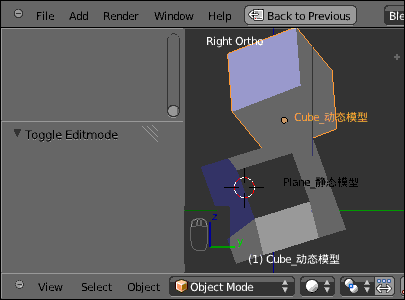 File Add Render Window Help Back to Previous Ble
Right Ortho
Cube_动态模型
Toggle Editmode
Plane_静态模型
z
y
(1) Cube_动态模型
View Select Object Object Mode